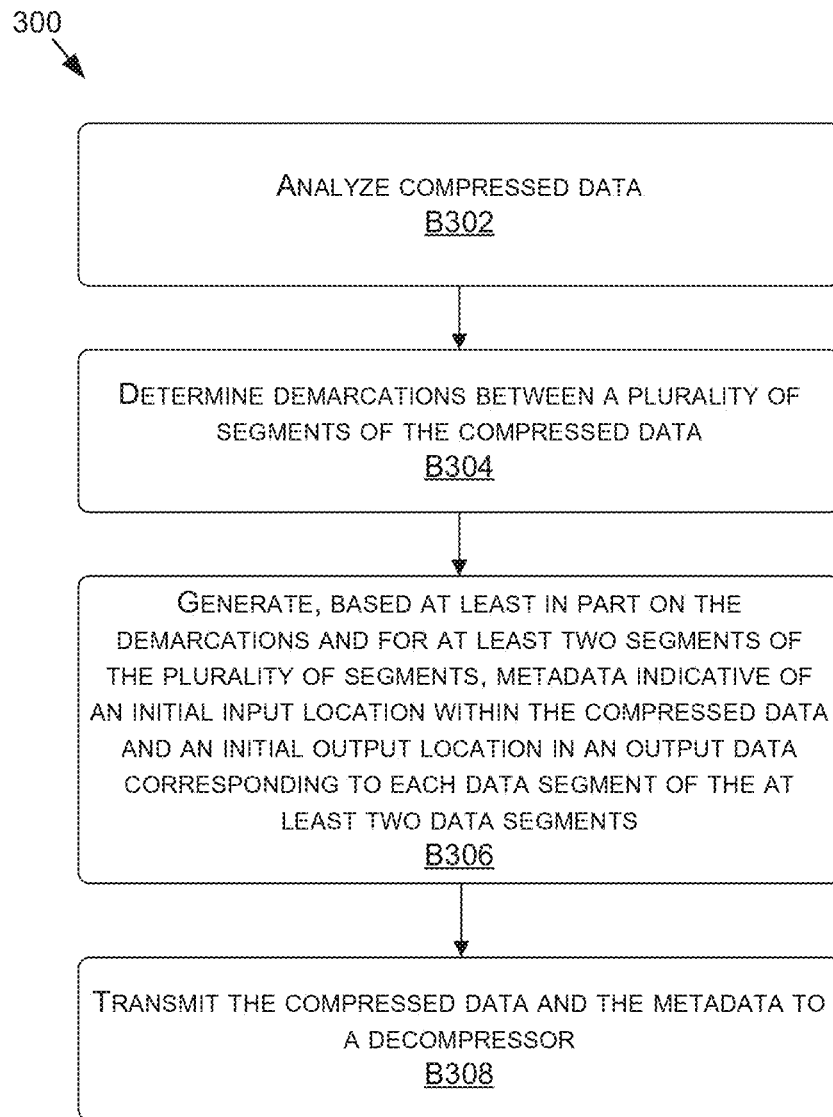 300
ANALYZE COMPRESSED DATA
B302
DETERMINE DEMARCATIONS BETWEEN A PLURALITY OF
SEGMENTS OF THE COMPRESSED DATA
B304
GENERATE, BASED AT LEAST IN PART ON THE
DEMARCATIONS AND FOR AT LEAST TWO SEGMENTS OF
THE PLURALITY OF SEGMENTS, METADATA INDICATIVE OF
AN INITIAL INPUT LOCATION WITHIN THE COMPRESSED DATA
AND AN INITIAL OUTPUT LOCATION IN AN OUTPUT DATA
CORRESPONDING TO EACH DATA SEGMENT OF THE AT
LEAST TWO DATA SEGMENTS
B306
TRANSMIT THE COMPRESSED DATA AND THE METADATA TO
A DECOMPRESSOR
B308